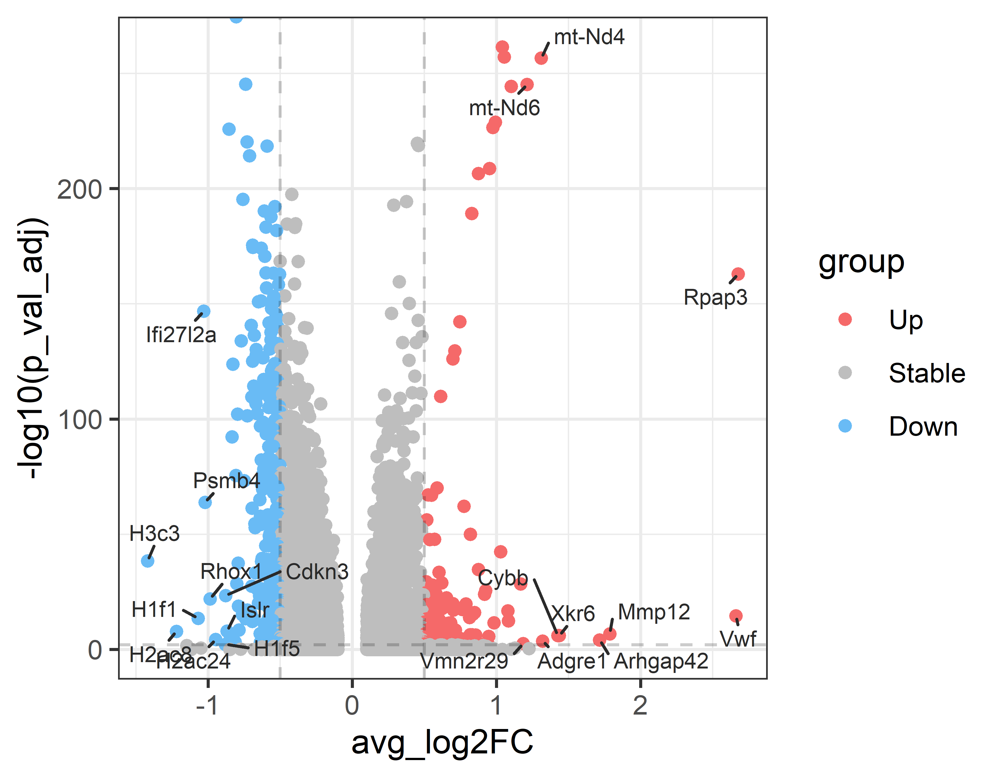 mt-Nd4
mt-Nd6
200
Rpap3
group
Up
Ifi27l2a
Stable
-log10(p_val_adj)
100
Down
Psmb4
H3c3
Rhox1
Cdkn3
Cybb
H1f1
Islr
Xkr6
Mmp12
Vwf
0
H2ac8
H2ac24
H1f5
Vmn2r29
Adgre1
Arhgap42
-1
0
1
2
avg_log2FC